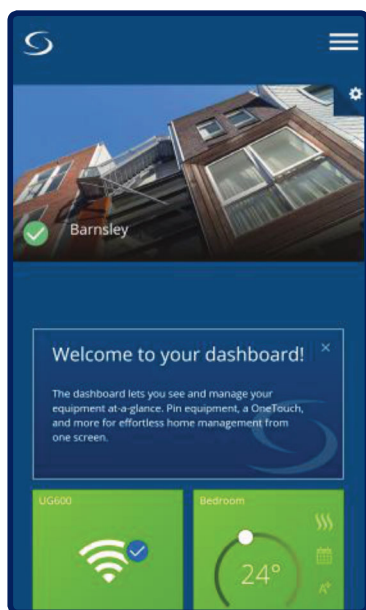 Barnsley
Welcome to your dashboard!
The dashboard lets you see and manage your
equipment at-a-glance. Pin equipment, a OneTouch,
and more for effortless home management from
one screen.
UG600
Bedroom
24°